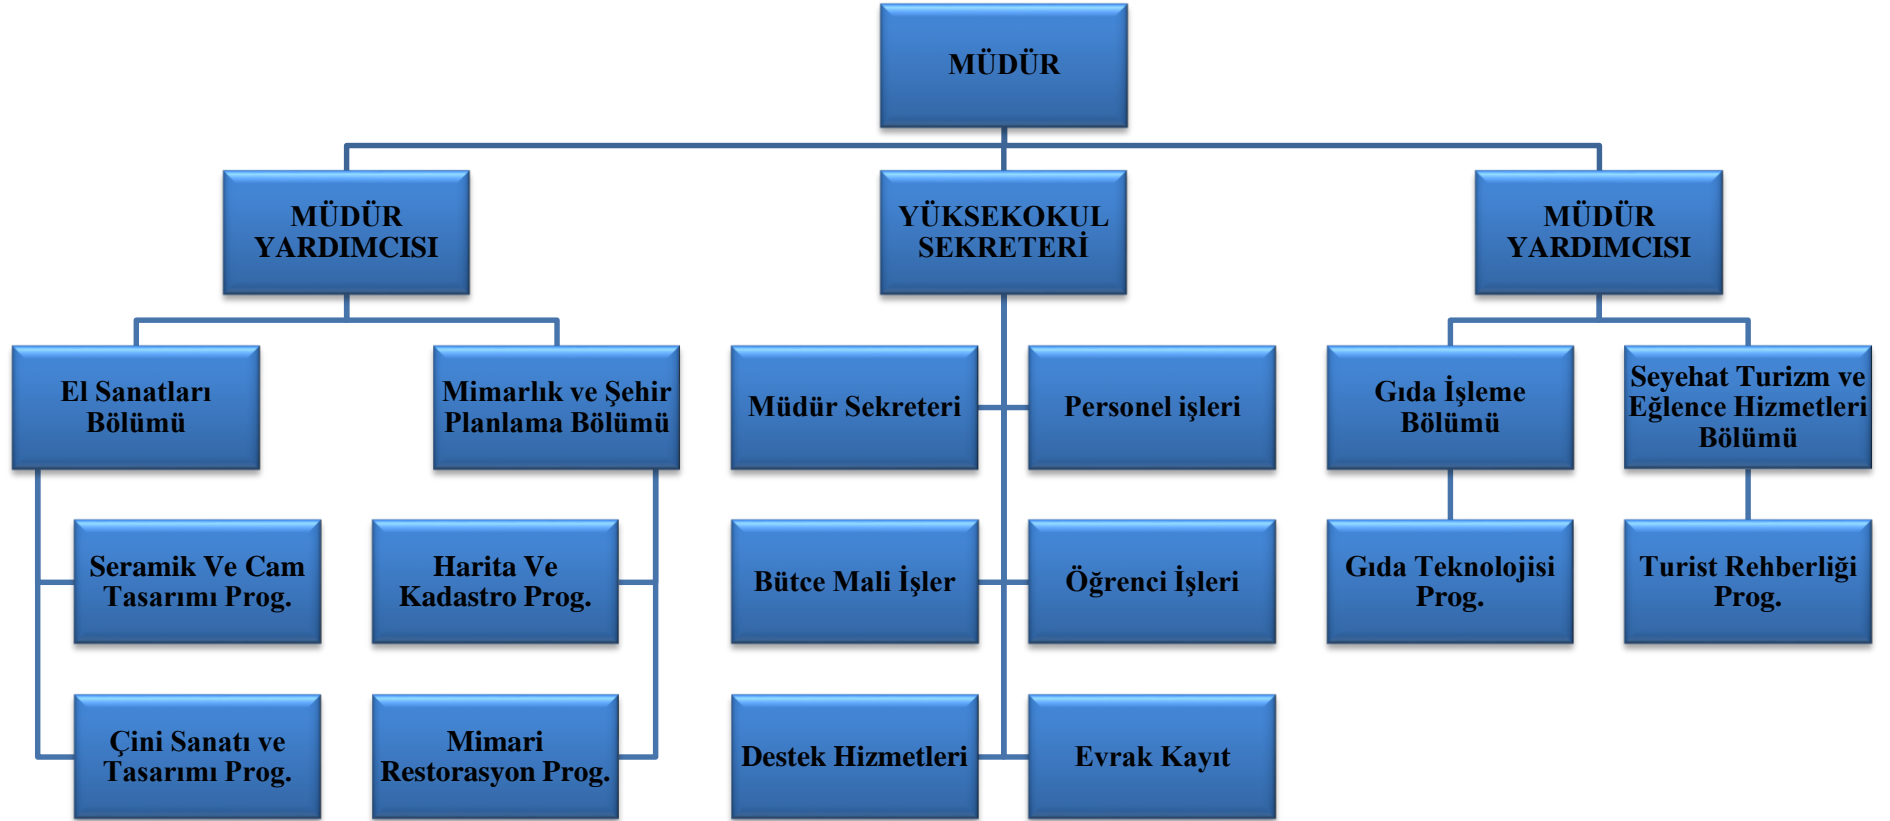 MÜDÜR
MÜDÜR
YARDIMCISI
YÜKSEKOKUL
SEKRETERİ
MÜDÜR
YARDIMCISI
El Sanatları
Bölümü
Mimarlık ve Şehir
Planlama Bölümü
Müdür Sekreteri
Personel işleri
Gıda İşleme
Bölümü
Seyehat Turizm ve
Eğlence Hizmetleri
Bölümü
Seramik Ve Cam
Tasarımı Prog.
Harita Ve
Kadastro Prog.
Bütce Mali İşler
Öğrenci İşleri
Gıda Teknolojisi
Prog.
Turist Rehberliği
Prog.
Çini Sanatı ve
Tasarımı Prog.
Mimari
Restorasyon Prog.
Destek Hizmetleri
Evrak Kayıt